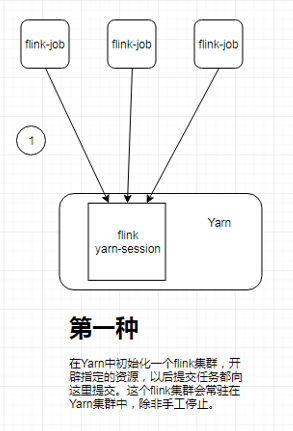 flink-job flink-job flink-job
1
flink
yarn-session
Yarn
第一种
在Yarn中初始化一个flink集群，开
辟指定的资源，以后提交任务都向
这里提交。这个flink集群会常驻在
Yarn集群中，除非手工停止。